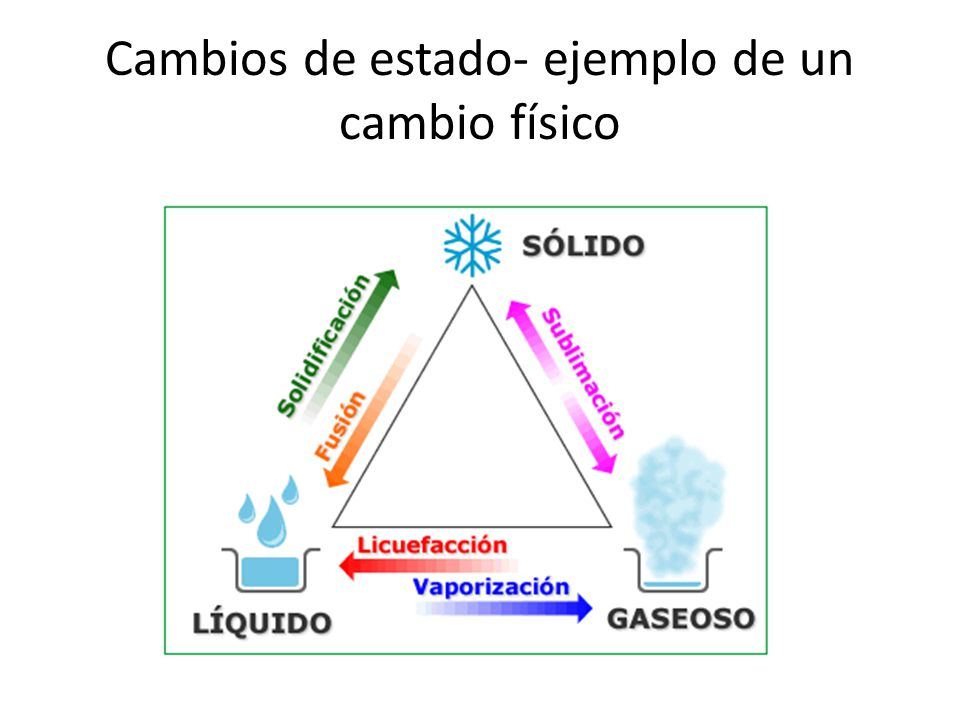 Cambios de estado- ejemplo de un
cambio físico
SÓLIDO
Solidificación
Sublimación
Fusión
Licuefacción
Vaporización
LÍQUIDO
GASEOSO